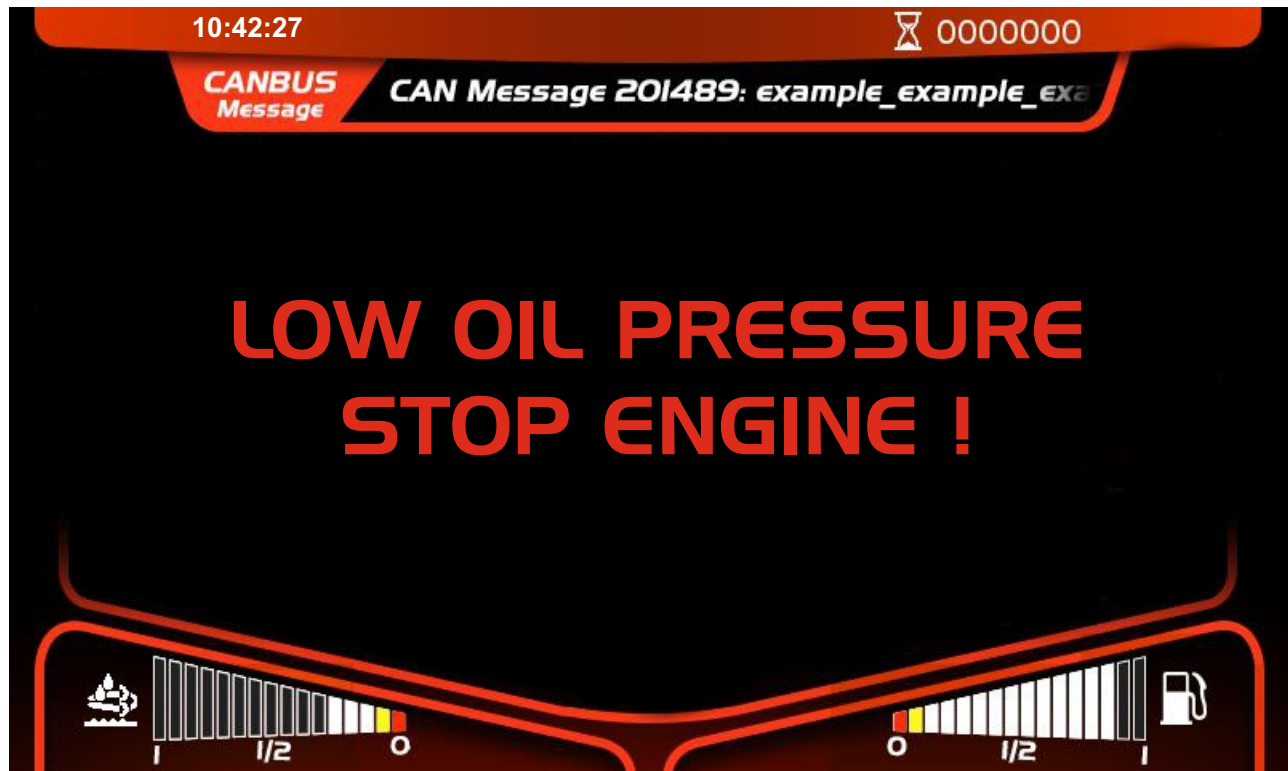 10:42:27
0000000
CANBUS
Message
CAN Message 201489: example_example_exa
LOW OIL PRESSURE
STOP ENGINE !
1 1/2 0
0 1/2 1